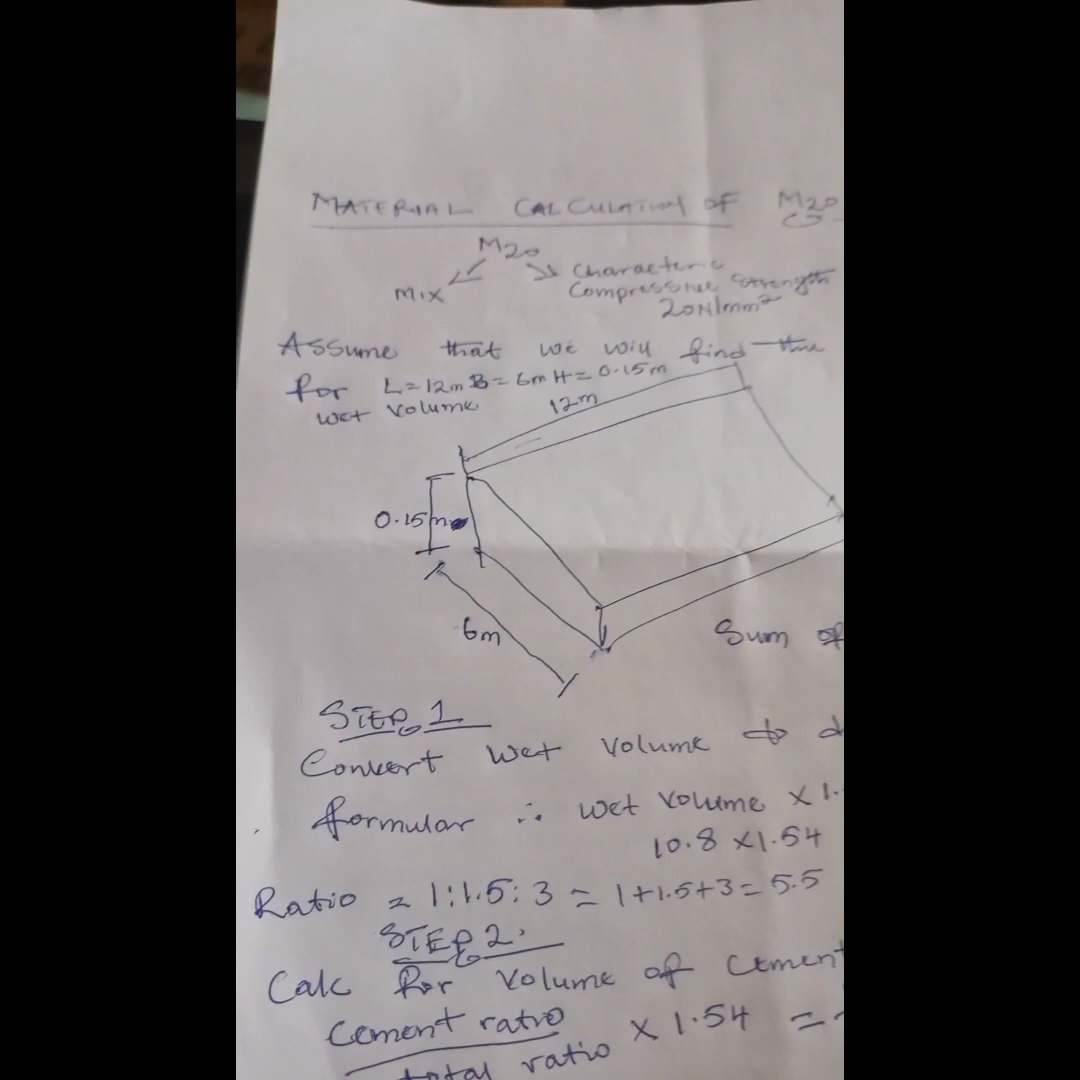 MATERIAL CALCULATION OF M20
M20
Mix
Characteric
Compressive Strength
20N/mm²
Assume that we will find the
for L=12m B=6m H=0.15m
wet volume
12m
0.15m
6m
Sum of
STEP 1
Convert wet volume to d
formular ∴ wet volume × 1.
10.8 × 1.54
Ratio = 1:1.5:3 = 1+1.5+3=5.5
STEP 2.
Calc for volume of cement
Cement ratio
total ratio × 1.54 =